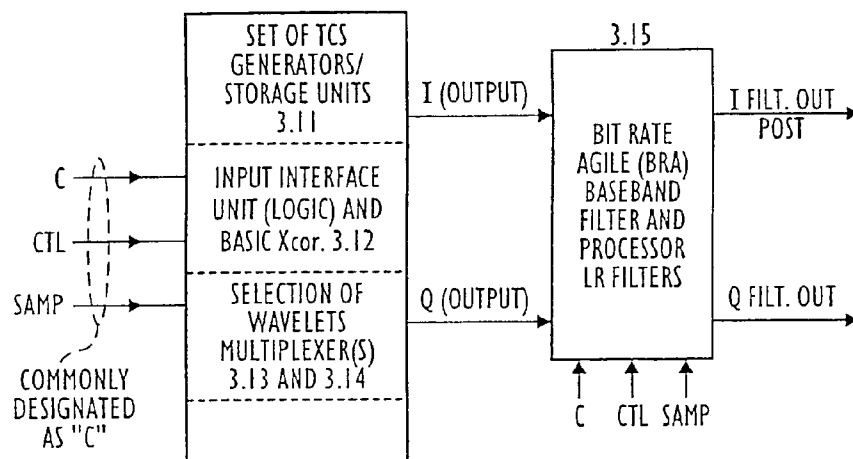 SET OF TCS
GENERATORS/
STORAGE UNITS
3.11
INPUT INTERFACE
UNIT (LOGIC) AND
BASIC Xcor. 3.12
SELECTION OF
WAVELETS
MULTIPLEXER(S)
3.13 AND 3.14
C
CTL
SAMP
COMMONLY
DESIGNATED
AS "C"
I (OUTPUT)
Q (OUTPUT)
3.15
BIT RATE
AGILE (BRA)
BASEBAND
FILTER AND
PROCESSOR
LR FILTERS
I FILT. OUT
POST
Q FILT. OUT
C CTL SAMP